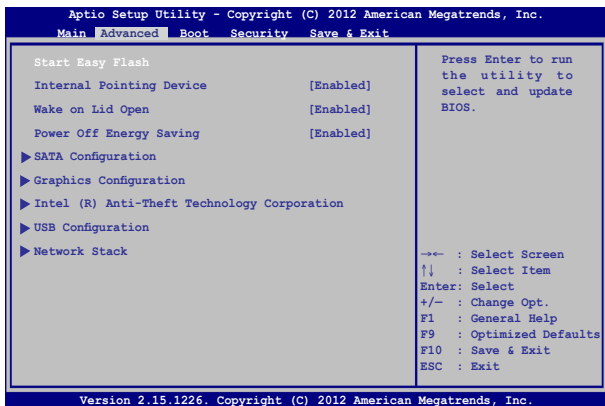 Aptio Setup Utility - Copyright (C) 2012 American Megatrends, Inc.
Main Advanced Boot Security Save & Exit
Start Easy Flash
Internal Pointing Device [Enabled]
Wake on Lid Open [Enabled]
Power Off Energy Saving [Enabled]
SATA Configuration
Graphics Configuration
Intel (R) Anti-Theft Technology Corporation
USB Configuration
Network Stack
Press Enter to run
the utility to
select and update
BIOS.
→← : Select Screen
↑↓ : Select Item
Enter: Select
+/— : Change Opt.
F1 : General Help
F9 : Optimized Defaults
F10 : Save & Exit
ESC : Exit
Version 2.15.1226. Copyright (C) 2012 American Megatrends, Inc.